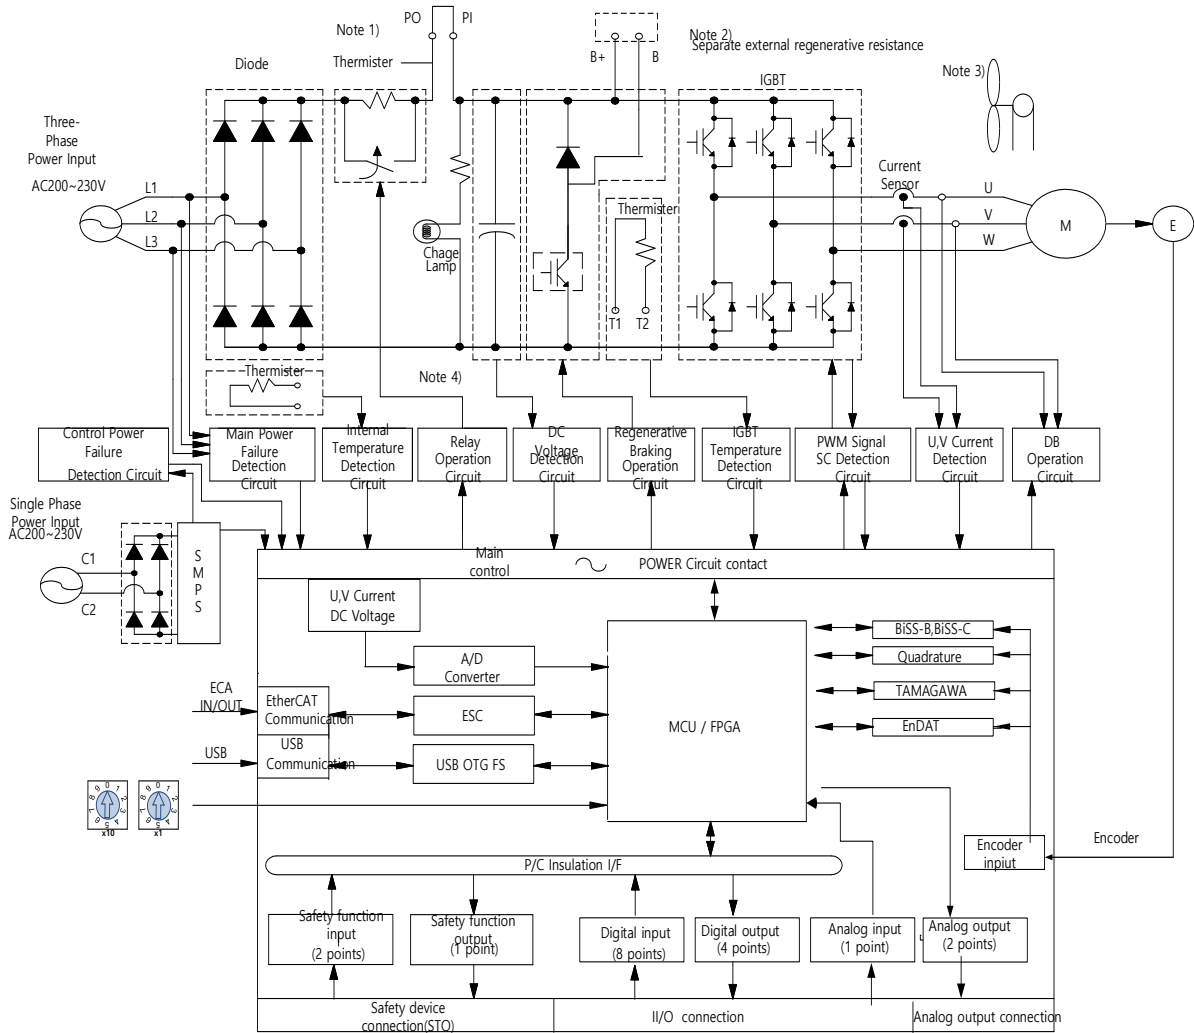 PO
PI
Note 1)
Thermister
Diode
B+
B
Note 2)
Separate external regenerative resistance
IGBT
Note 3)
Three-
Phase
Power Input
AC200~230V
L1
L2
L3
Chage
Lamp
Thermister
T1
T2
Current
Sensor
U
V
W
M
E
Thermister
Note 4)
Control Power
Failure
Detection Circuit
Main Power
Failure
Detection
Circuit
Internal
Temperature
Detection
Circuit
Relay
Operation
Circuit
DC
Voltage
Detection
Circuit
Regenerative
Braking
Operation
Circuit
IGBT
Temperature
Detection
Circuit
PWM Signal
SC Detection
Circuit
U,V Current
Detection
Circuit
DB
Operation
Circuit
Single Phase
Power Input
AC200~230V
C1
C2
S
M
P
S
Main
control
POWER Circuit contact
U,V Current
DC Voltage
A/D
Converter
ECA
IN/OUT
EtherCAT
Communication
ESC
USB
USB
Communication
USB OTG FS
MCU / FPGA
BiSS-B,BiSS-C
Quadrature
TAMAGAWA
EnDAT
x10
x1
Encoder
inpiut
Encoder
P/C Insulation I/F
Safety function
input
(2 points)
Safety function
output
(1 point)
Digital input
(8 points)
Digital output
(4 points)
Analog input
(1 point)
Analog output
(2 points)
Safety device
connection(STO)
II/O connection
Analog output connection